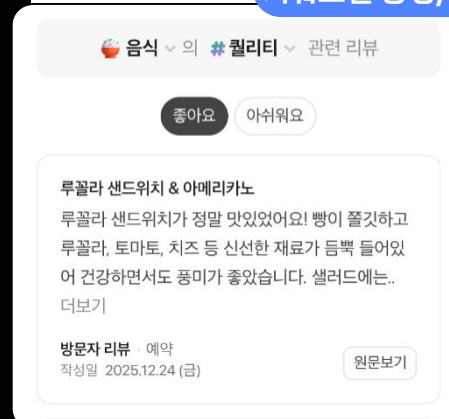 음식 의 #퀄리티 관련 리뷰
좋아요 아쉬워요
루꼴라 샌드위치 & 아메리카노
루꼴라 샌드위치가 정말 맛있었어요! 빵이 쫄깃하고
루꼴라, 토마토, 치즈 등 신선한 재료가 듬뿍 들어있
어 건강하면서도 풍미가 좋았습니다. 샐러드에는..
더보기
방문자 리뷰 · 예약
작성일 2025.12.24 (금)
원문보기